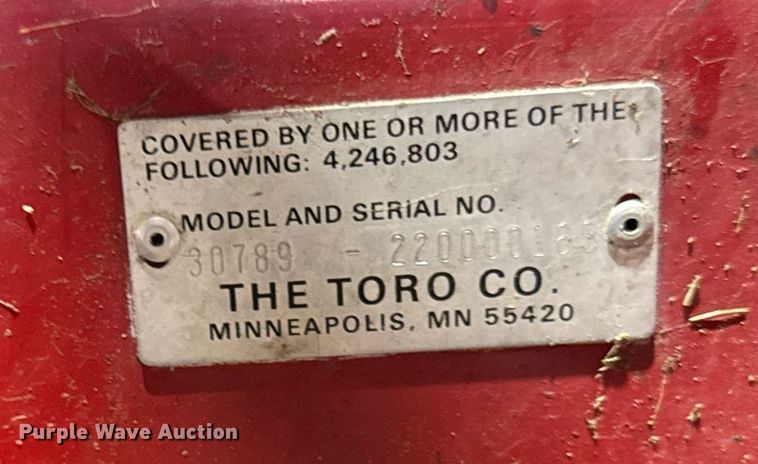 COVERED BY ONE OR MORE OF THE
FOLLOWING: 4,246,803
MODEL AND SERIAL NO.
30789 - 220000163
THE TORO CO.
MINNEAPOLIS, MN 55420
Purple Wave Auction